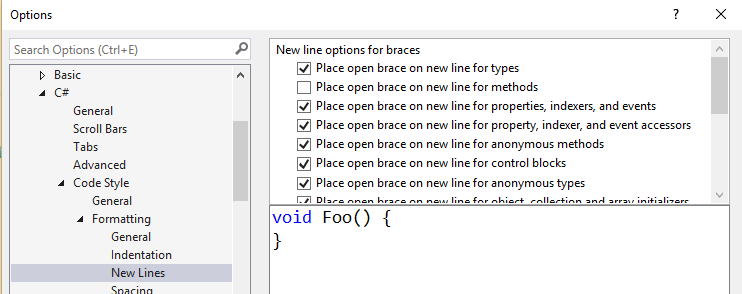 Options
?
Search Options (Ctrl+E)
Basic
C#
General
Scroll Bars
Tabs
Advanced
Code Style
General
Formatting
General
Indentation
New Lines
Spacing
New line options for braces
Place open brace on new line for types
Place open brace on new line for methods
Place open brace on new line for properties, indexers, and events
Place open brace on new line for property, indexer, and event accessors
Place open brace on new line for anonymous methods
Place open brace on new line for control blocks
Place open brace on new line for anonymous types
Place open brace on new line for object, collection and array initializers
void Foo() {
}